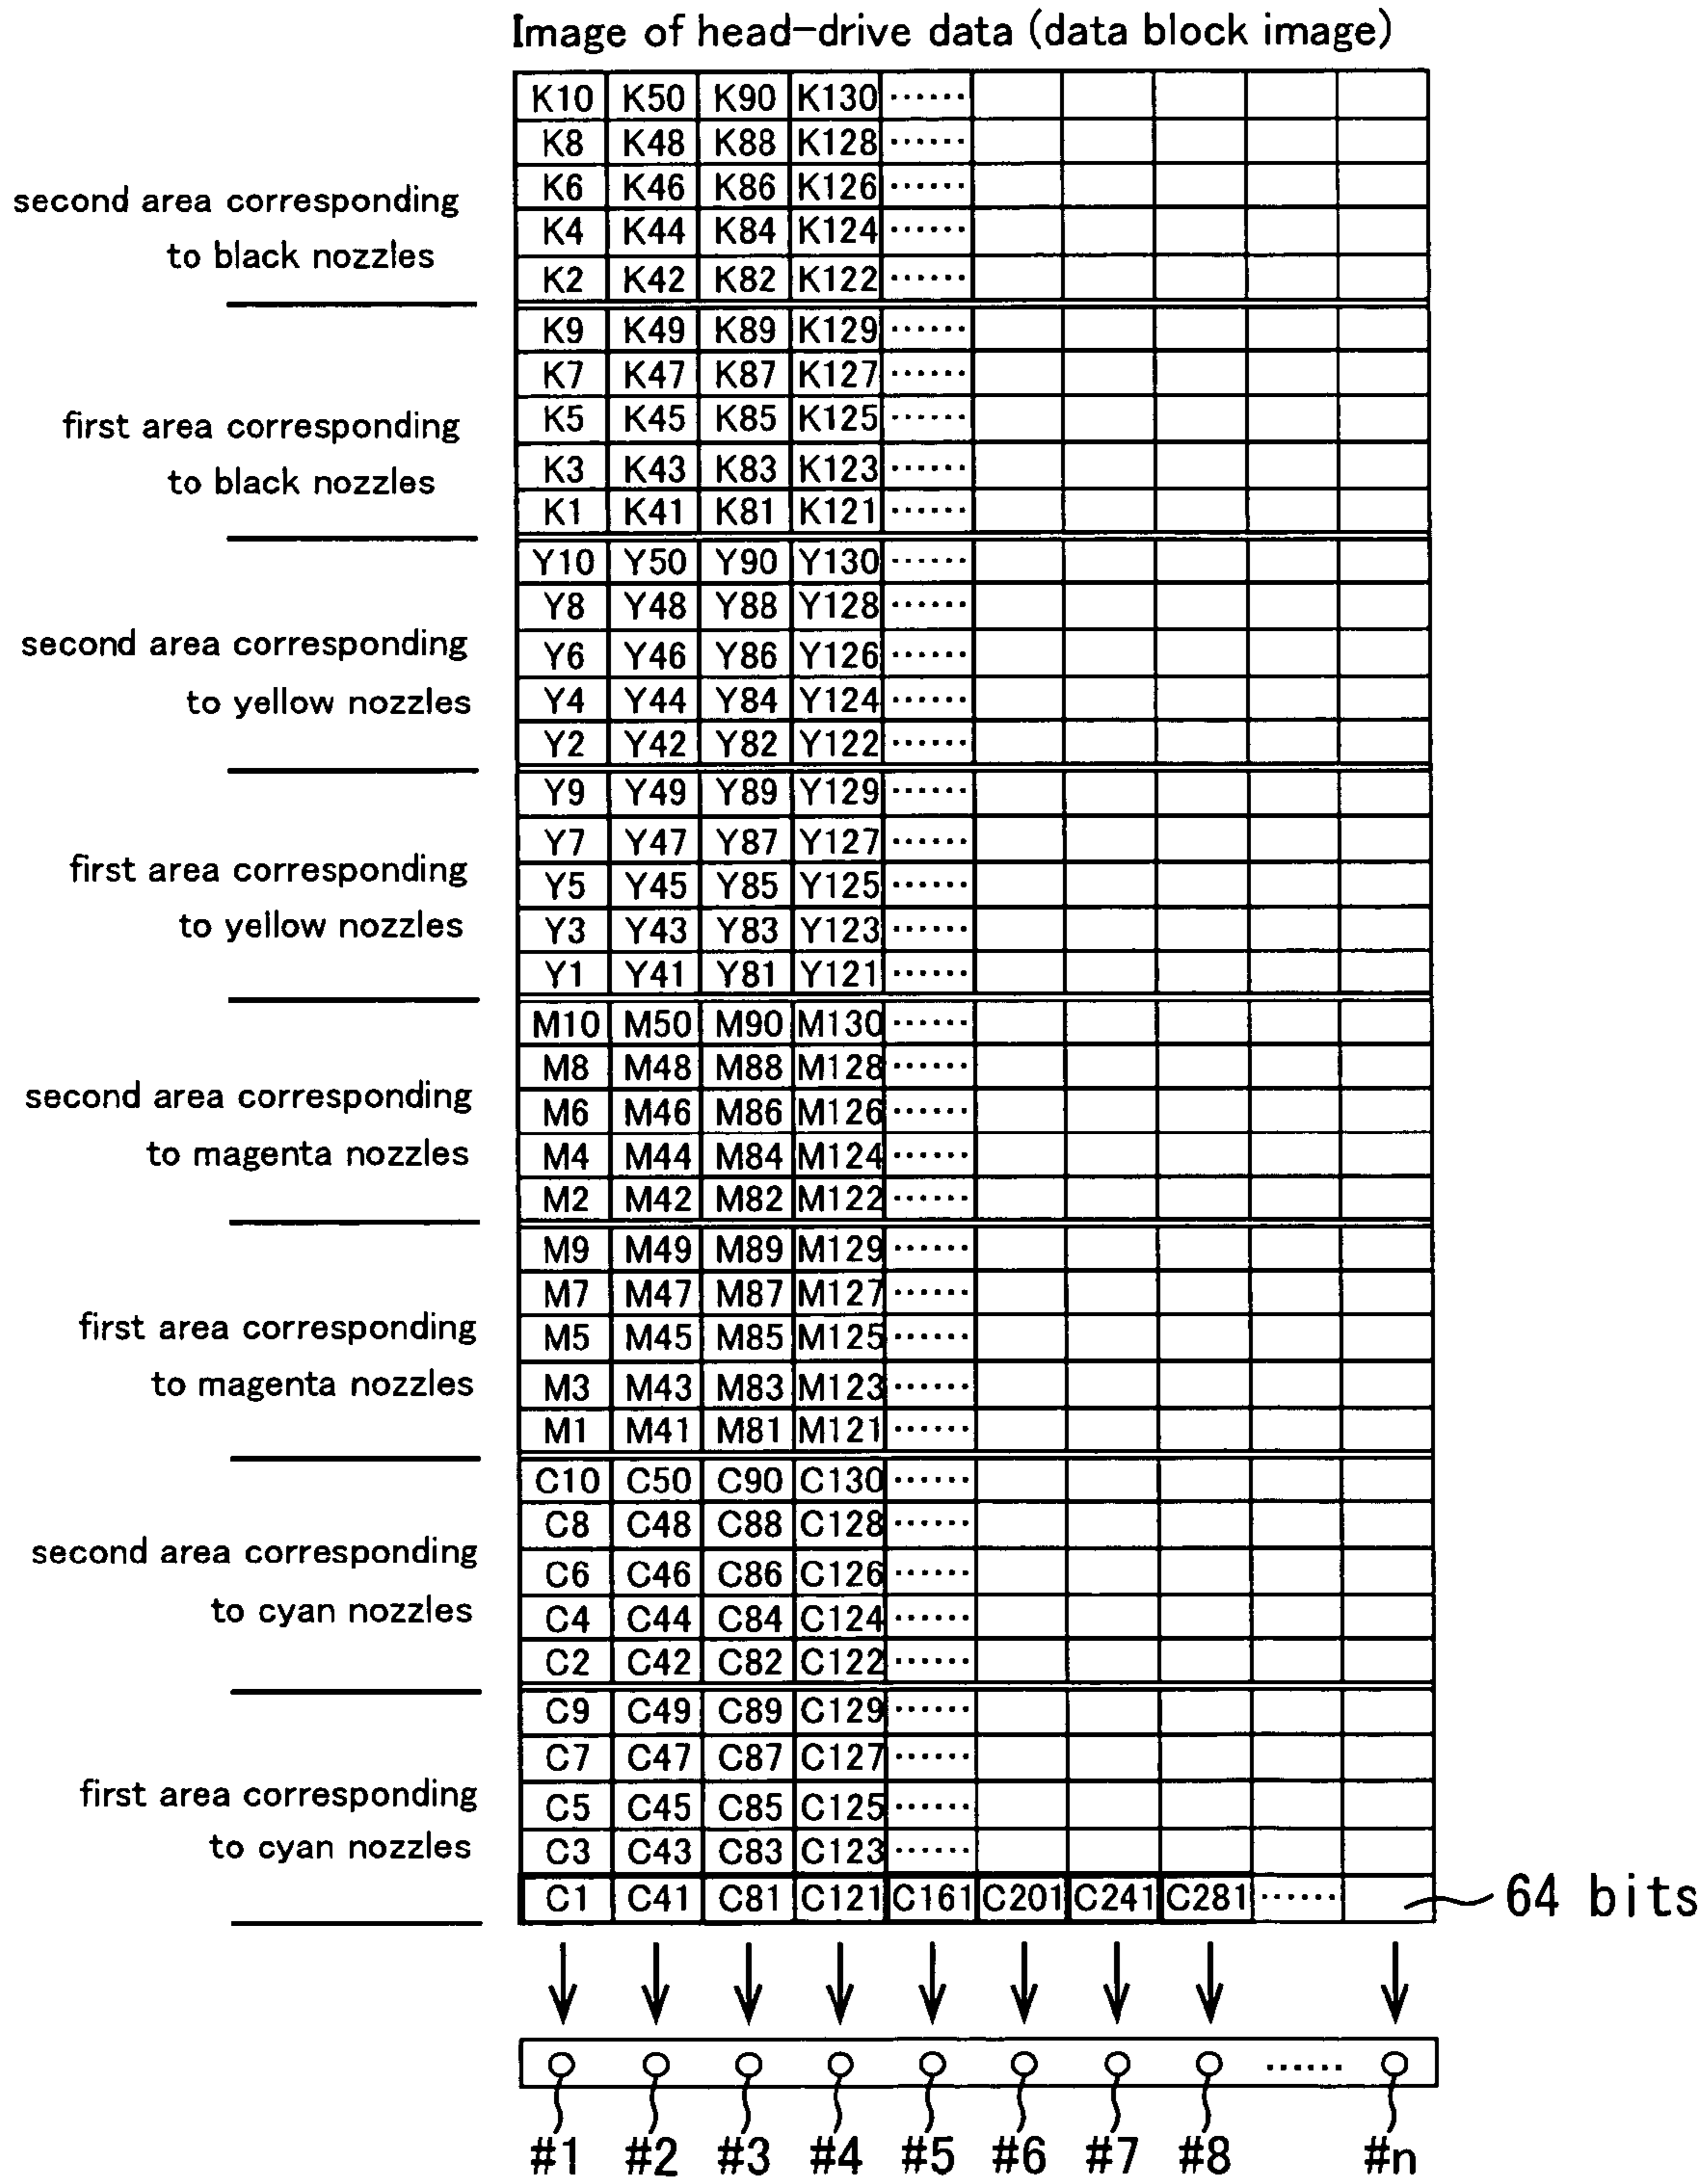 Image of head-drive data (data block image)
K10 K50 K90 K130 ······
K8 K48 K88 K128 ······
second area corresponding
to black nozzles
K6 K46 K86 K126 ······
K4 K44 K84 K124 ······
K2 K42 K82 K122 ······
K9 K49 K89 K129 ······
K7 K47 K87 K127 ······
first area corresponding
to black nozzles
K5 K45 K85 K125 ······
K3 K43 K83 K123 ······
K1 K41 K81 K121 ······
Y10 Y50 Y90 Y130 ······
Y8 Y48 Y88 Y128 ······
second area corresponding
to yellow nozzles
Y6 Y46 Y86 Y126 ······
Y4 Y44 Y84 Y124 ······
Y2 Y42 Y82 Y122 ······
Y9 Y49 Y89 Y129 ······
Y7 Y47 Y87 Y127 ······
first area corresponding
to yellow nozzles
Y5 Y45 Y85 Y125 ······
Y3 Y43 Y83 Y123 ······
Y1 Y41 Y81 Y121 ······
M10 M50 M90 M130 ······
M8 M48 M88 M128 ······
second area corresponding
to magenta nozzles
M6 M46 M86 M126 ······
M4 M44 M84 M124 ······
M2 M42 M82 M122 ······
M9 M49 M89 M129 ······
M7 M47 M87 M127 ······
first area corresponding
to magenta nozzles
M5 M45 M85 M125 ······
M3 M43 M83 M123 ······
M1 M41 M81 M121 ······
C10 C50 C90 C130 ······
C8 C48 C88 C128 ······
second area corresponding
to cyan nozzles
C6 C46 C86 C126 ······
C4 C44 C84 C124 ······
C2 C42 C82 C122 ······
C9 C49 C89 C129 ······
C7 C47 C87 C127 ······
first area corresponding
to cyan nozzles
C5 C45 C85 C125 ······
C3 C43 C83 C123 ······
C1 C41 C81 C121 C161 C201 C241 C281 ······ 64 bits
······
#1 #2 #3 #4 #5 #6 #7 #8 #n